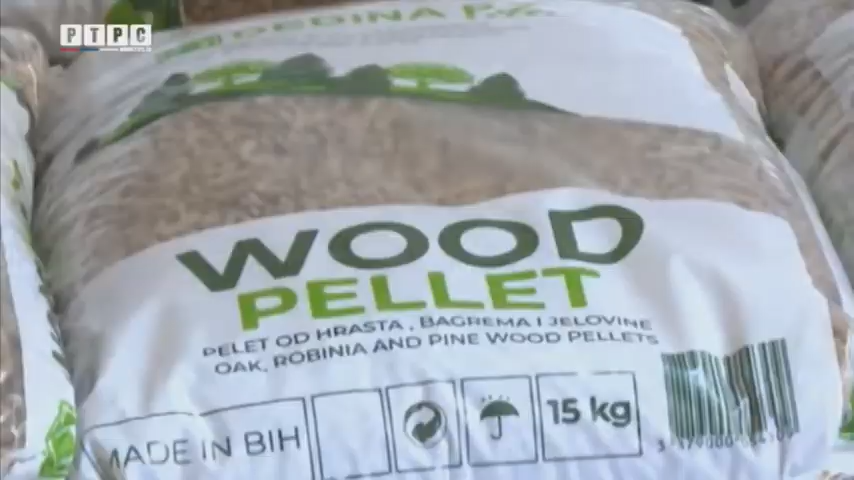 РТРС
WOOD
PELLET
PELET OD HRASTA, BAGREMA I JELOVINE
OAK, ROBINIA AND PINE WOOD PELLETS
MADE IN BIH
15 kg